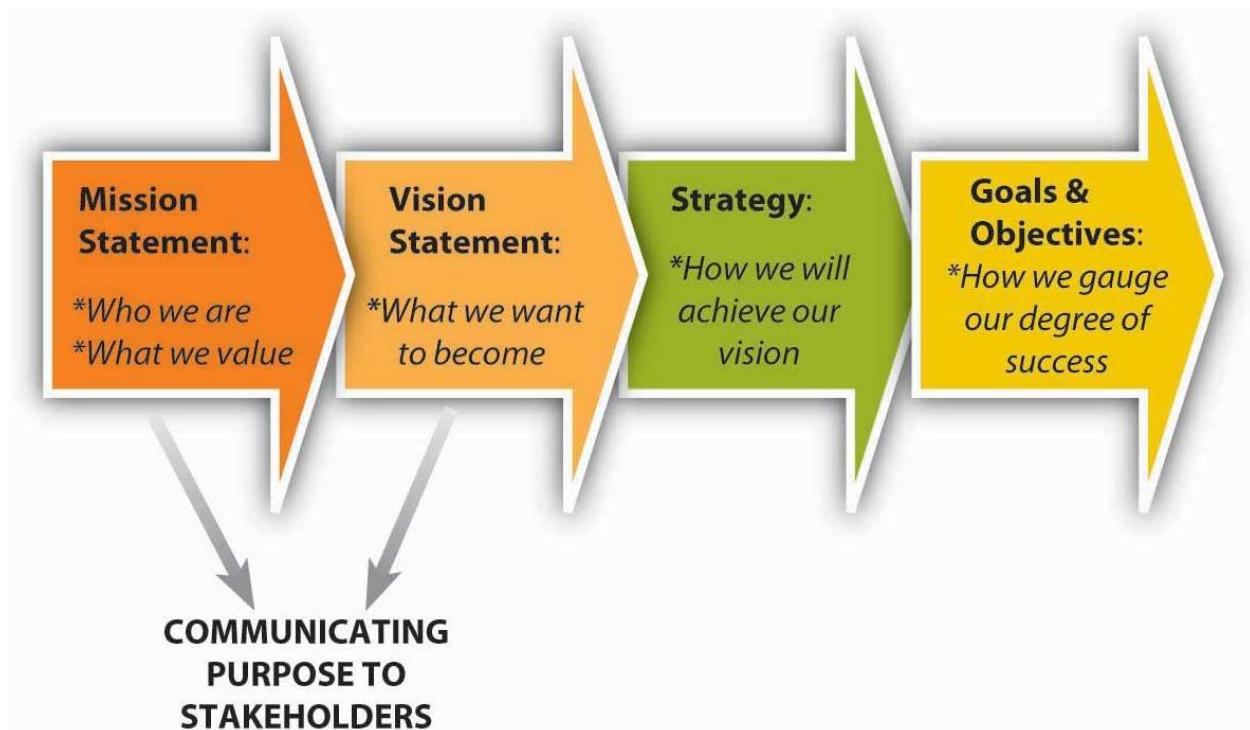 Mission
Statement:
*Who we are
*What we value
Vision
Statement:
*What we want
to become
Strategy:
*How we will
achieve our
vision
Goals &
Objectives:
*How we gauge
our degree of
success
COMMUNICATING
PURPOSE TO
STAKEHOLDERS